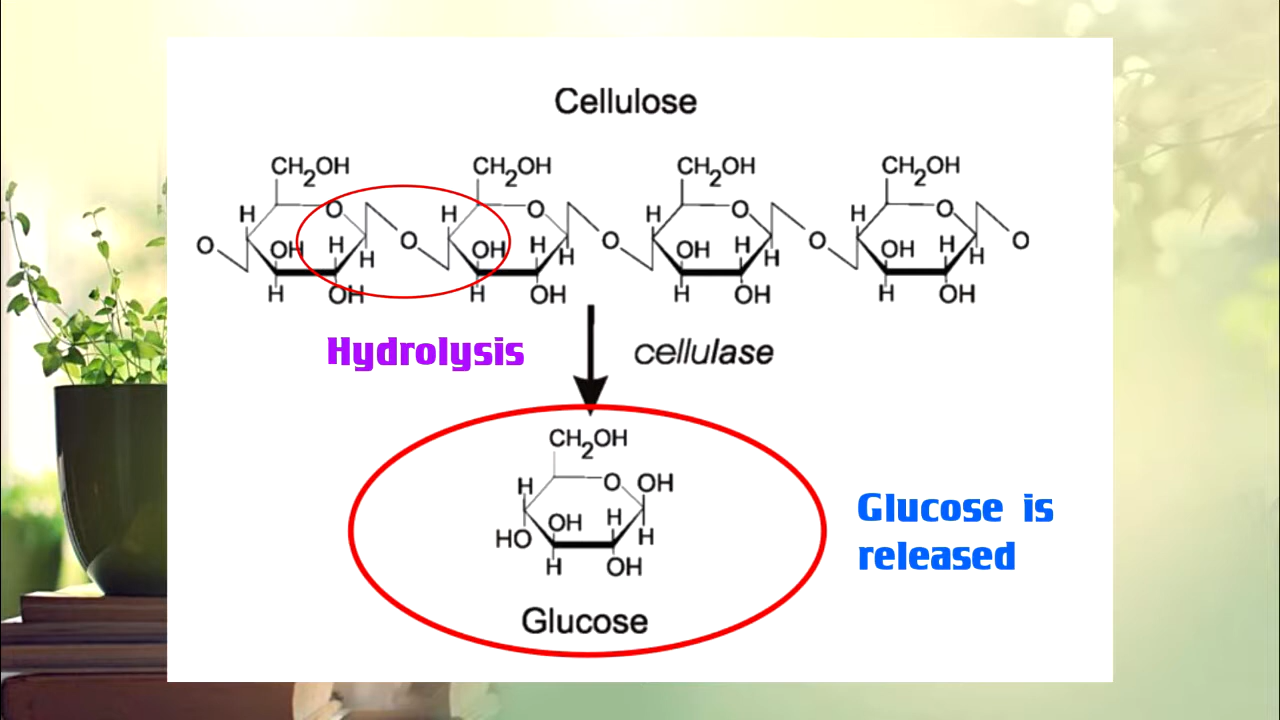 Cellulose
CH2OH CH2OH CH2OH CH2OH
O O O O
H H H H
O OH H H O OH H H O OH H H O OH H H O
H OH H OH H OH H OH
Hydrolysis
cellulase
CH2OH
O OH
H
OH H
HO H
H OH
Glucose
Glucose is
released